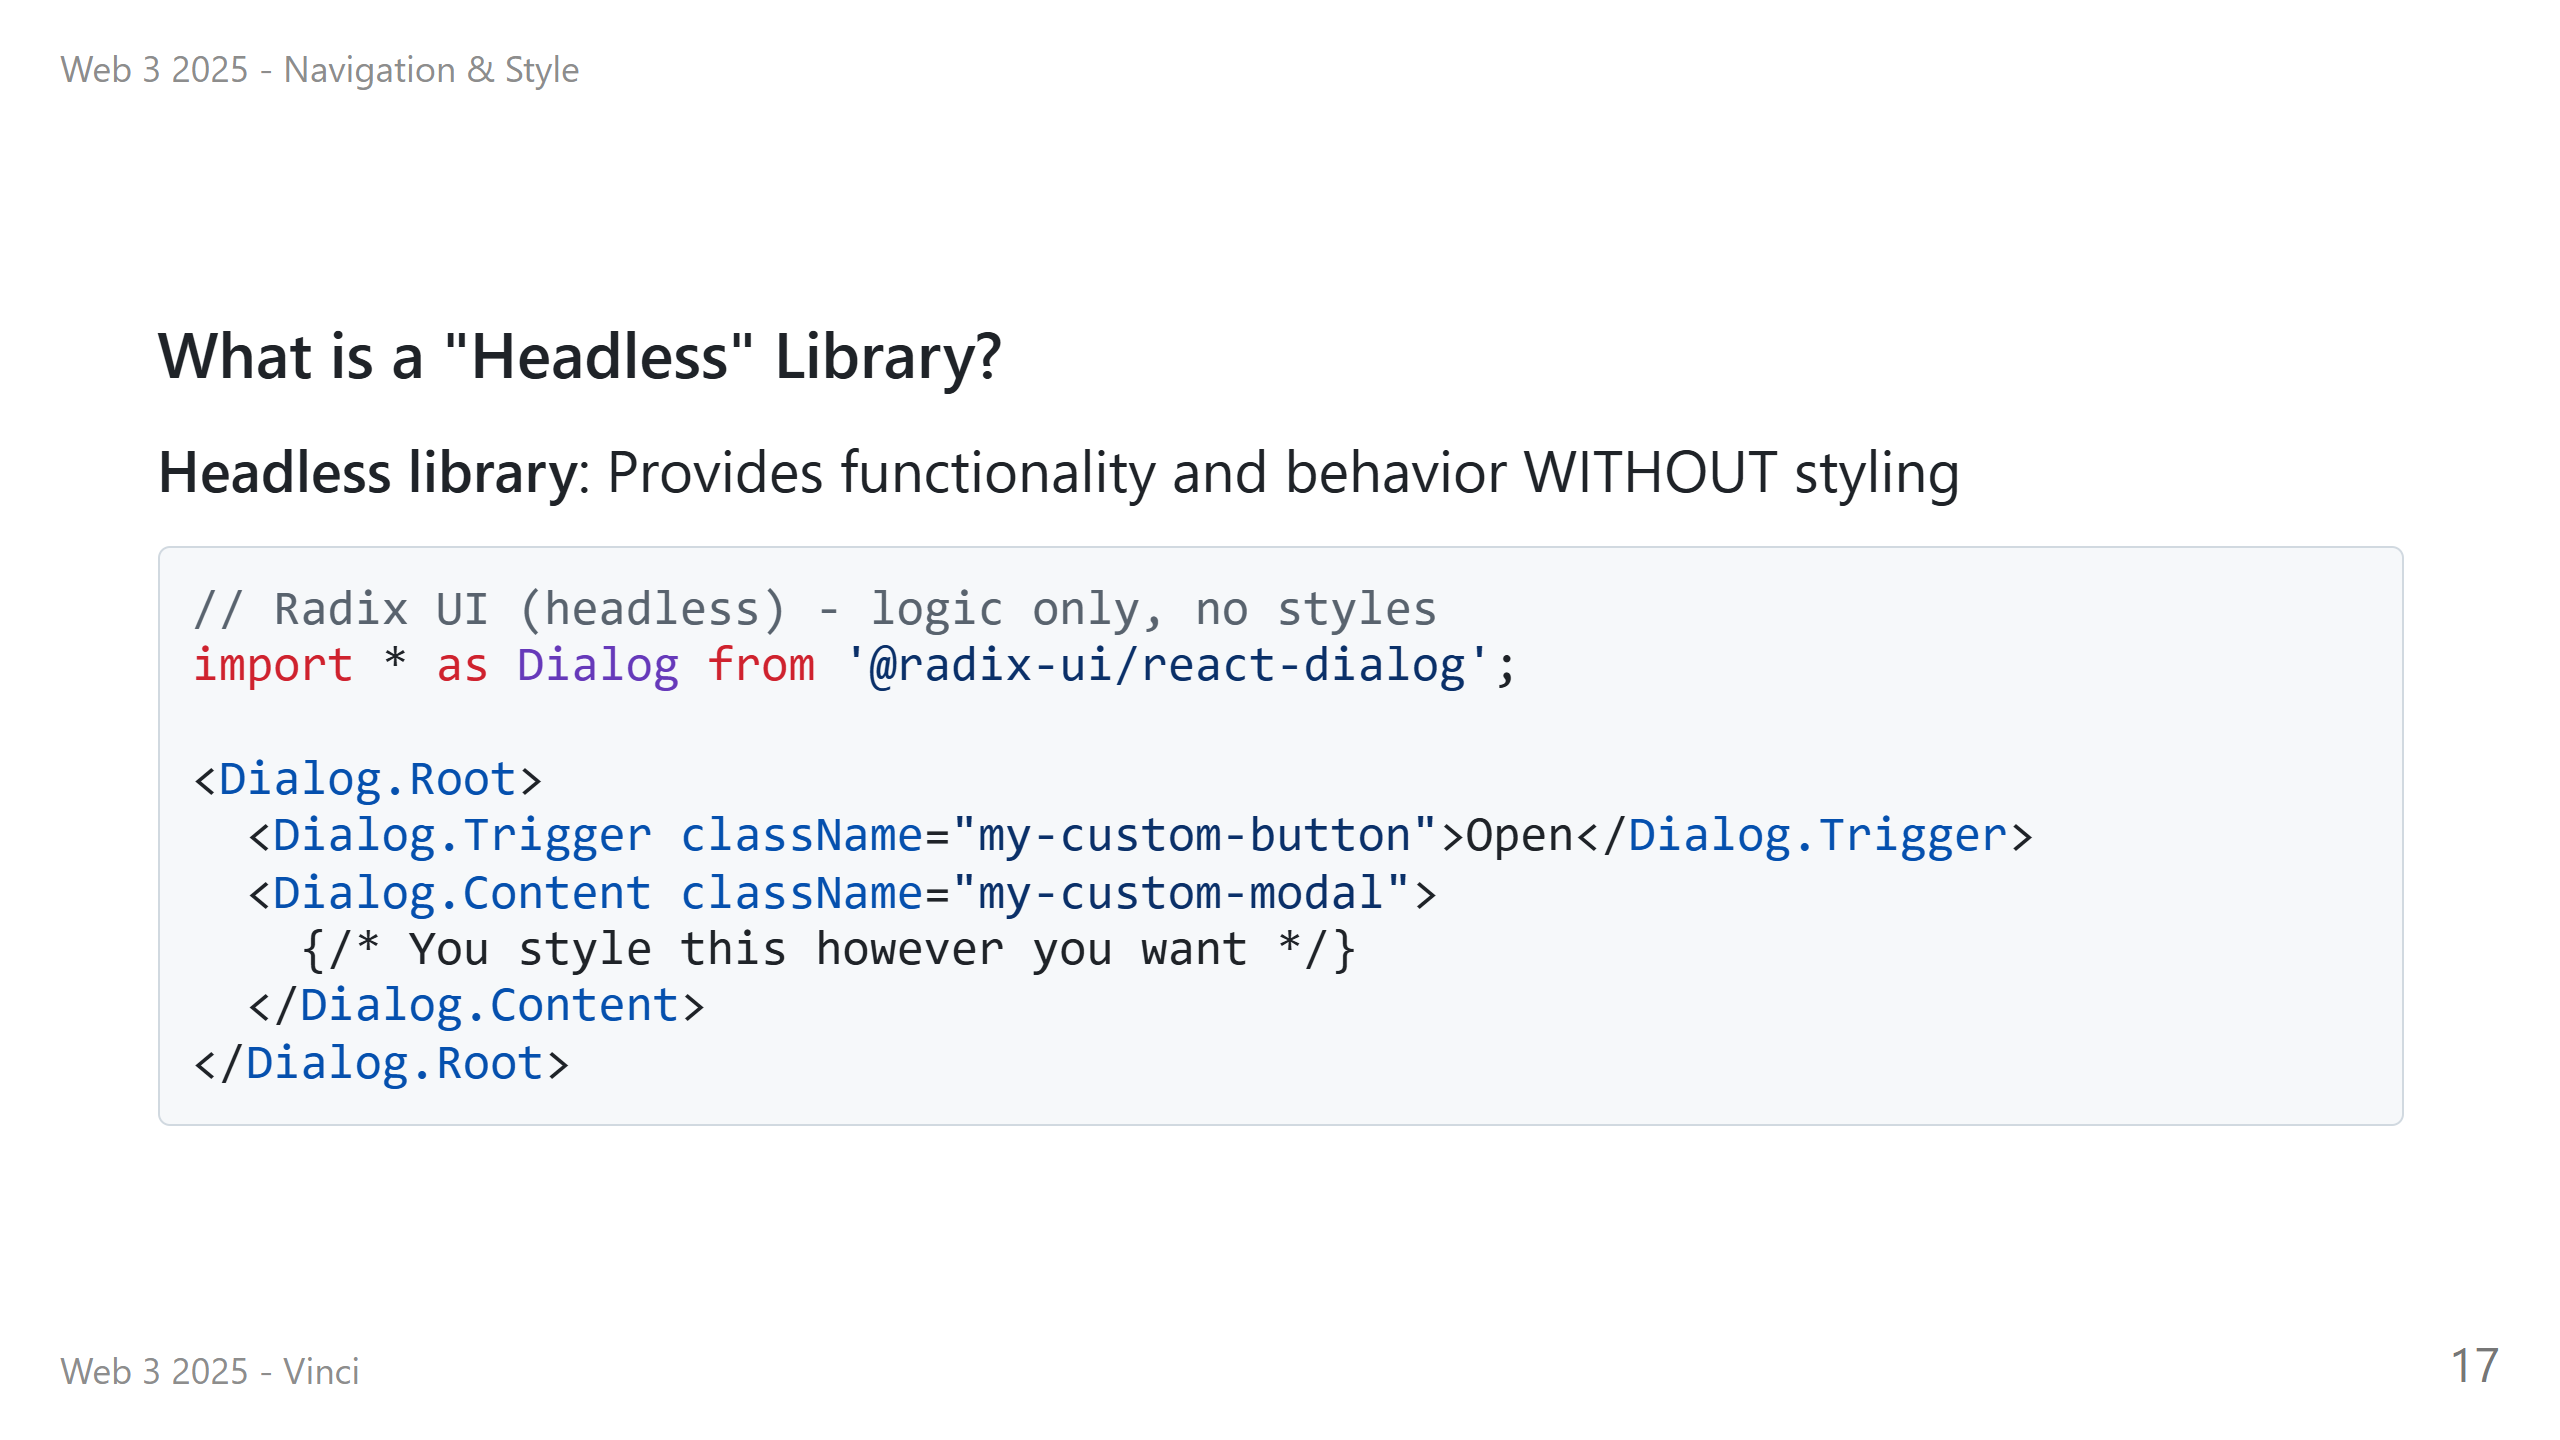 Web 3 2025 - Navigation & Style
What is a "Headless" Library?
Headless library: Provides functionality and behavior WITHOUT styling
// Radix UI (headless) - logic only, no styles
import * as Dialog from '@radix-ui/react-dialog';

<Dialog.Root>
  <Dialog.Trigger className="my-custom-button">Open</Dialog.Trigger>
  <Dialog.Content className="my-custom-modal">
    {/* You style this however you want */}
  </Dialog.Content>
</Dialog.Root>
Web 3 2025 - Vinci
17